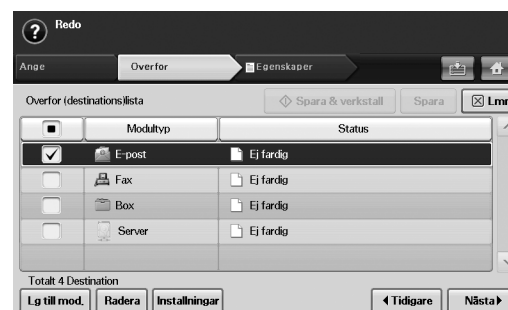 Redo
Ange Overfor Egenskaper
Overfor (destinations)lista Spara & verkstall Spara Lmr
Modultyp Status
E-post Ej fardig
Fax Ej fardig
Box Ej fardig
Server Ej fardig
Totalt 4 Destination
Lg till mod. Radera Installningar Tidigare Nästa